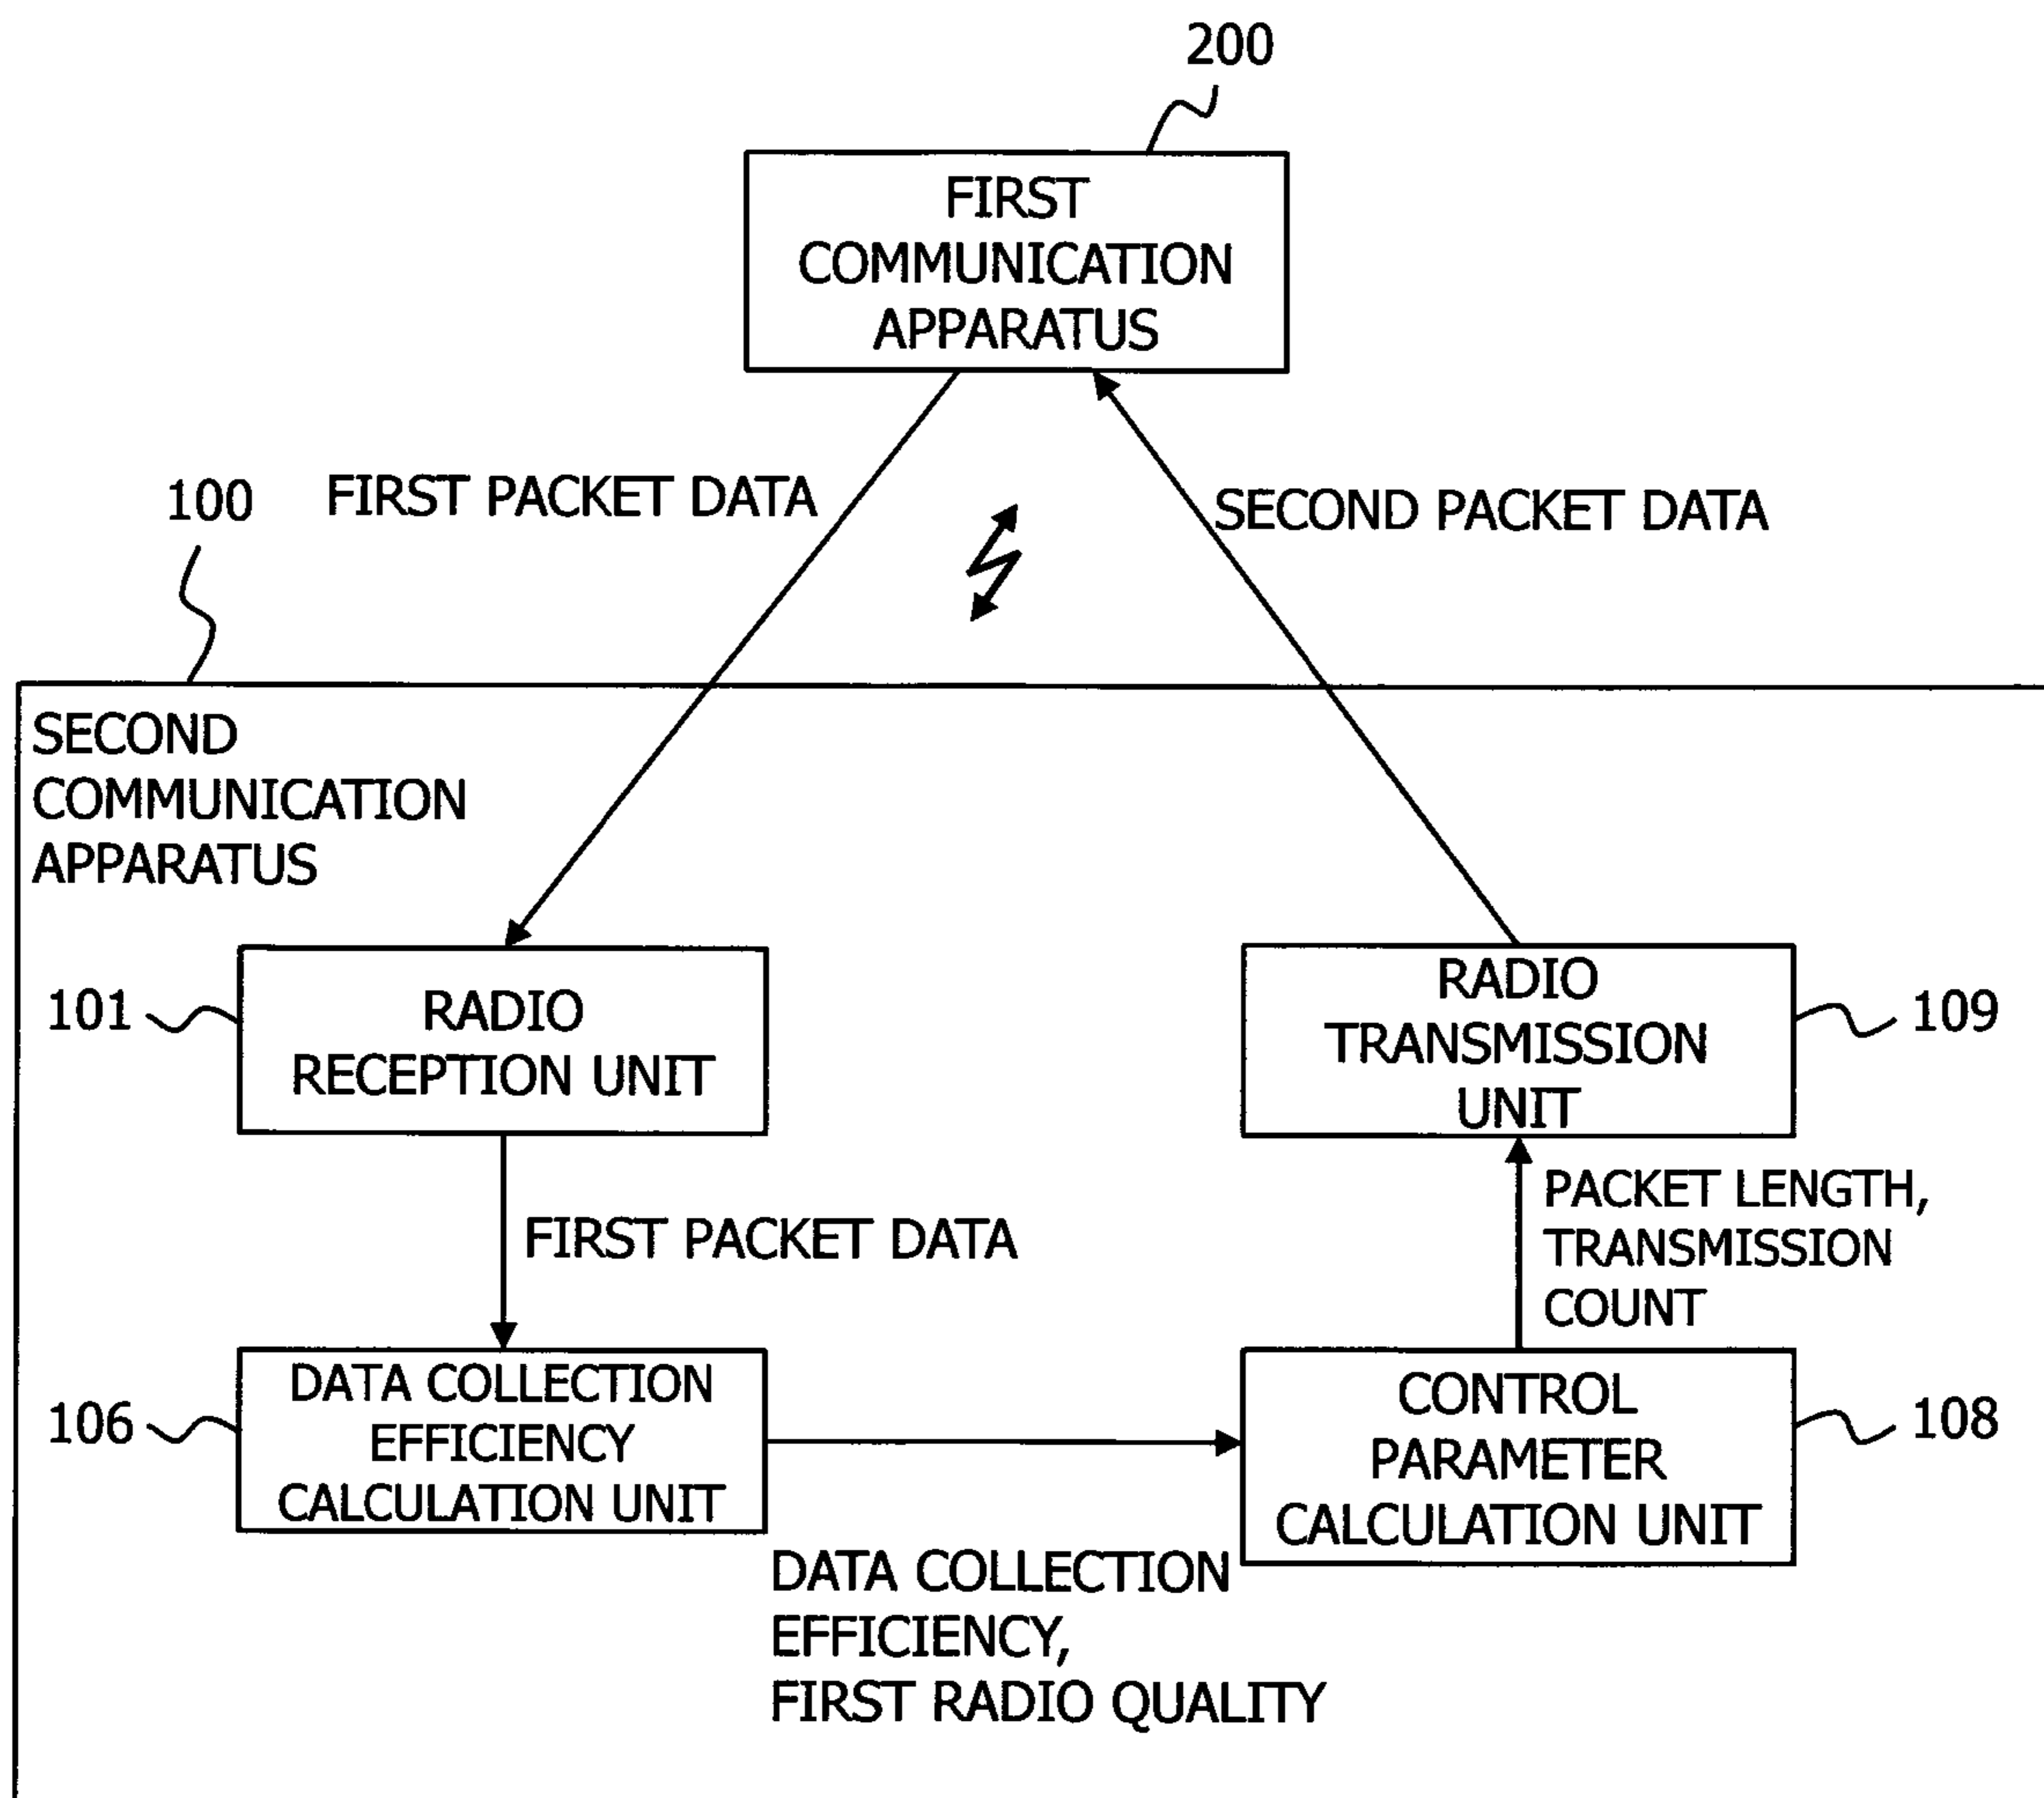 200
FIRST
COMMUNICATION
APPARATUS
100
FIRST PACKET DATA
SECOND PACKET DATA
SECOND
COMMUNICATION
APPARATUS
101
RADIO
RECEPTION UNIT
RADIO
TRANSMISSION
UNIT
109
FIRST PACKET DATA
PACKET LENGTH,
TRANSMISSION
COUNT
106
DATA COLLECTION
EFFICIENCY
CALCULATION UNIT
CONTROL
PARAMETER
CALCULATION UNIT
108
DATA COLLECTION
EFFICIENCY,
FIRST RADIO QUALITY